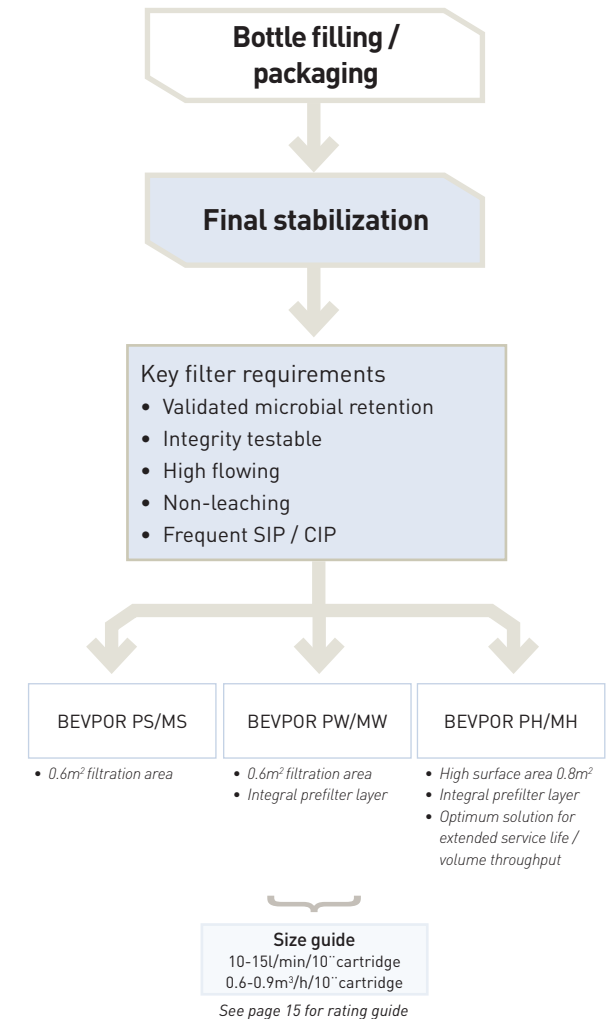 Bottle filling /
packaging
Final stabilization
Key filter requirements
• Validated microbial retention
• Integrity testable
• High flowing
• Non-leaching
• Frequent SIP / CIP
BEVPOR PS/MS
• 0.6m² filtration area
BEVPOR PW/MW
• 0.6m² filtration area
• Integral prefilter layer
BEVPOR PH/MH
• High surface area 0.8m²
• Integral prefilter layer
• Optimum solution for
extended service life /
volume throughput
Size guide
10-15l/min/10¨cartridge
0.6-0.9m³/h/10¨cartridge
See page 15 for rating guide